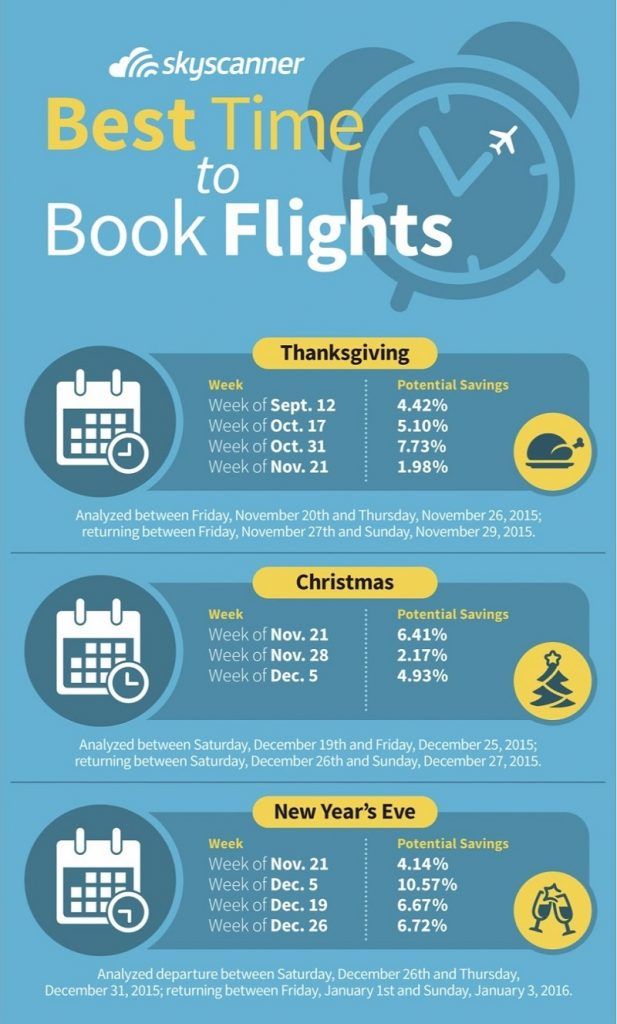 skyscanner
Best Time
to
Book Flights
Thanksgiving
Week Potential Savings
Week of Sept. 12 4.42%
Week of Oct. 17 5.10%
Week of Oct. 31 7.73%
Week of Nov. 21 1.98%
Analyzed between Friday, November 20th and Thursday, November 26, 2015;
returning between Friday, November 27th and Sunday, November 29, 2015.
Christmas
Week Potential Savings
Week of Nov. 21 6.41%
Week of Nov. 28 2.17%
Week of Dec. 5 4.93%
Analyzed between Saturday, December 19th and Friday, December 25, 2015;
returning between Saturday, December 26th and Sunday, December 27, 2015.
New Year’s Eve
Week Potential Savings
Week of Nov. 21 4.14%
Week of Dec. 5 10.57%
Week of Dec. 19 6.67%
Week of Dec. 26 6.72%
Analyzed departure between Saturday, December 26th and Thursday,
December 31, 2015; returning between Friday, January 1st and Sunday, January 3, 2016.